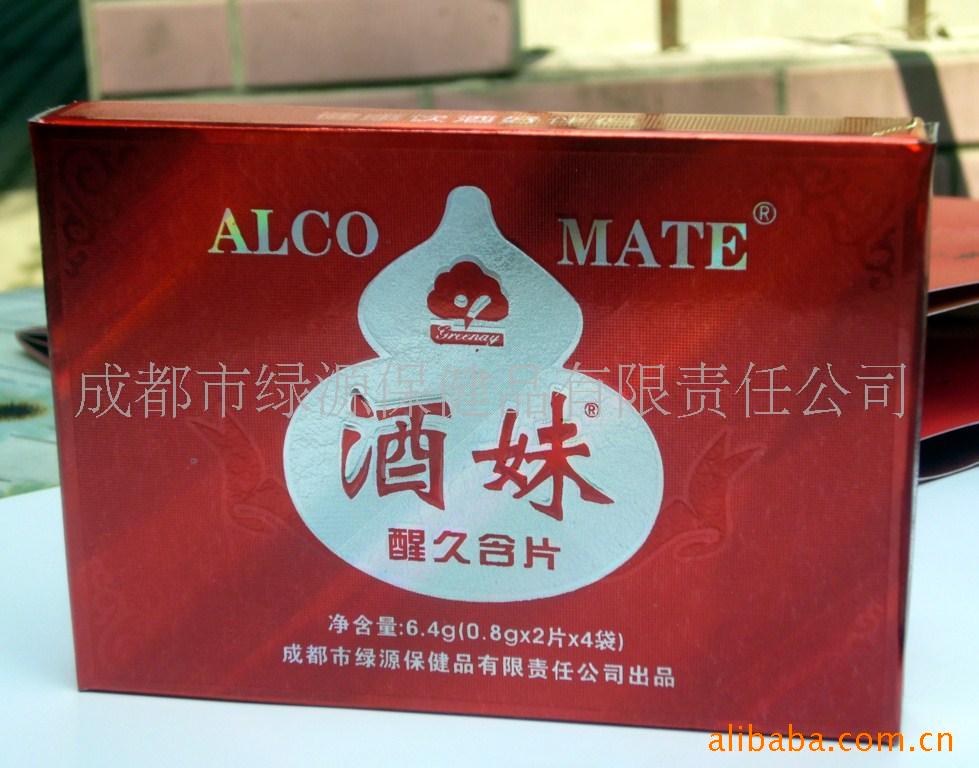 ALCO MATE®
Greenay
成都市绿源保健品有限责任公司
酒妹®
醒久含片
净含量:6.4g(0.8gx2片x4袋)
成都市绿源保健品有限责任公司出品
alibaba.com.cn